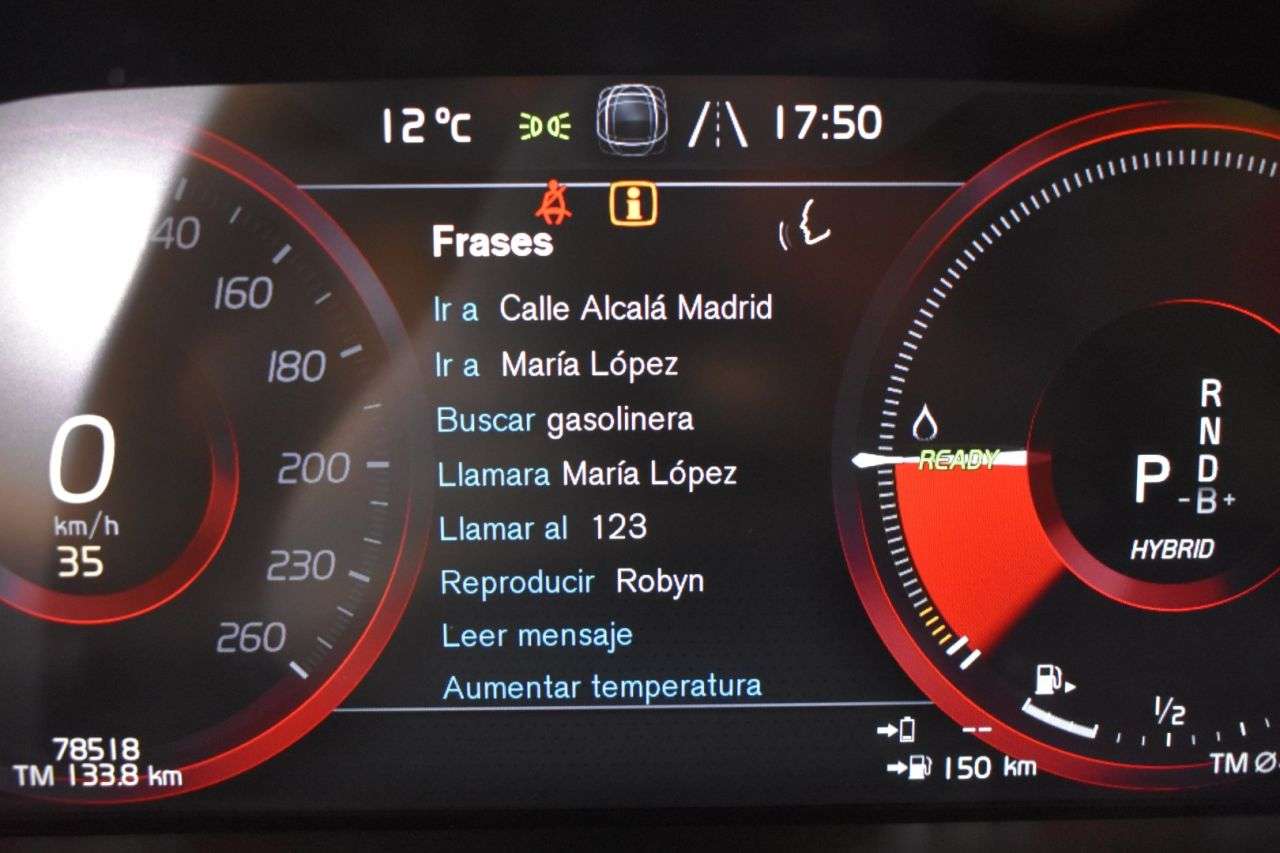 12 °C 17:50
Frases
Ir a Calle Alcalá Madrid
Ir a María López
Buscar gasolinera
Llamara María López
Llamar al 123
Reproducir Robyn
Leer mensaje
Aumentar temperatura
40
160
180
200
230
260
0
km/h
35
78518
TM 133.8 km
READY
R
N
D
P -B+
HYBRID
1/2
--
150 km
TM Ø